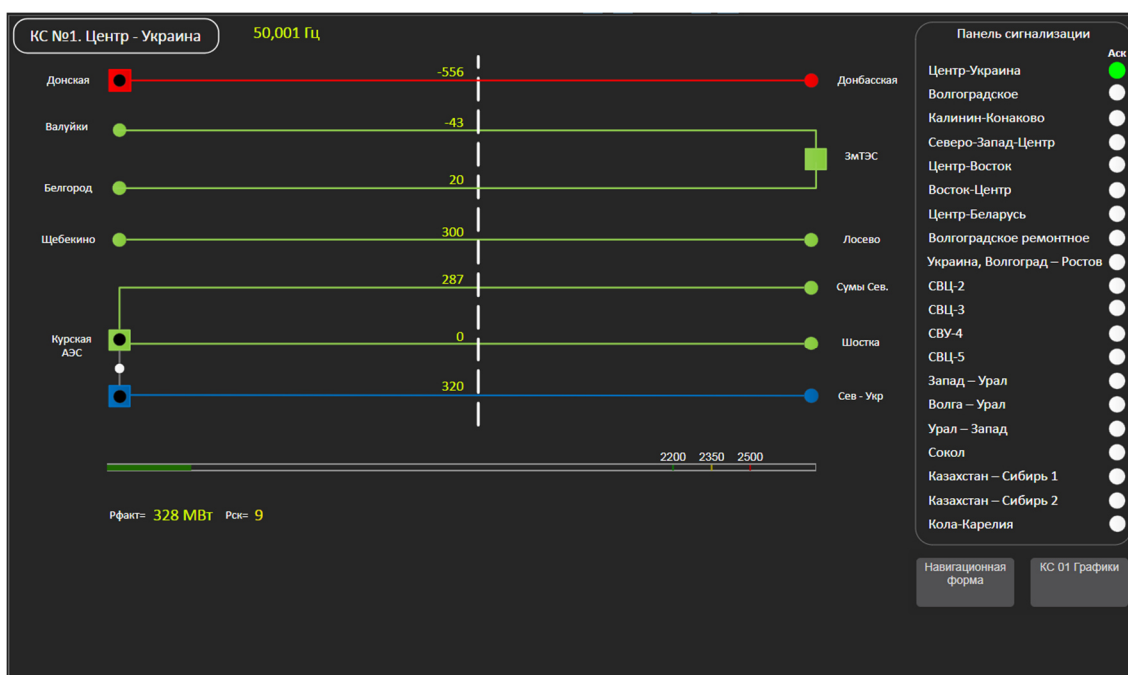 КС №1. Центр - Украина
50,001 Гц
Донская
-556
Донбасская
Валуйки
-43
ЗмТЭС
Белгород
20
Щебекино
300
Лосево
287
Сумы Сев.
Курская
АЭС
0
Шостка
320
Сев - Укр
2200 2350 2500
Рфакт= 328 МВт Рск= 9
Панель сигнализации
Аск
Центр-Украина
Волгоградское
Калинин-Конаково
Северо-Запад-Центр
Центр-Восток
Восток-Центр
Центр-Беларусь
Волгоградское ремонтное
Украина, Волгоград – Ростов
СВЦ-2
СВЦ-3
СВУ-4
СВЦ-5
Запад – Урал
Волга – Урал
Урал – Запад
Сокол
Казахстан – Сибирь 1
Казахстан – Сибирь 2
Кола-Карелия
Навигационная
форма
КС 01 Графики